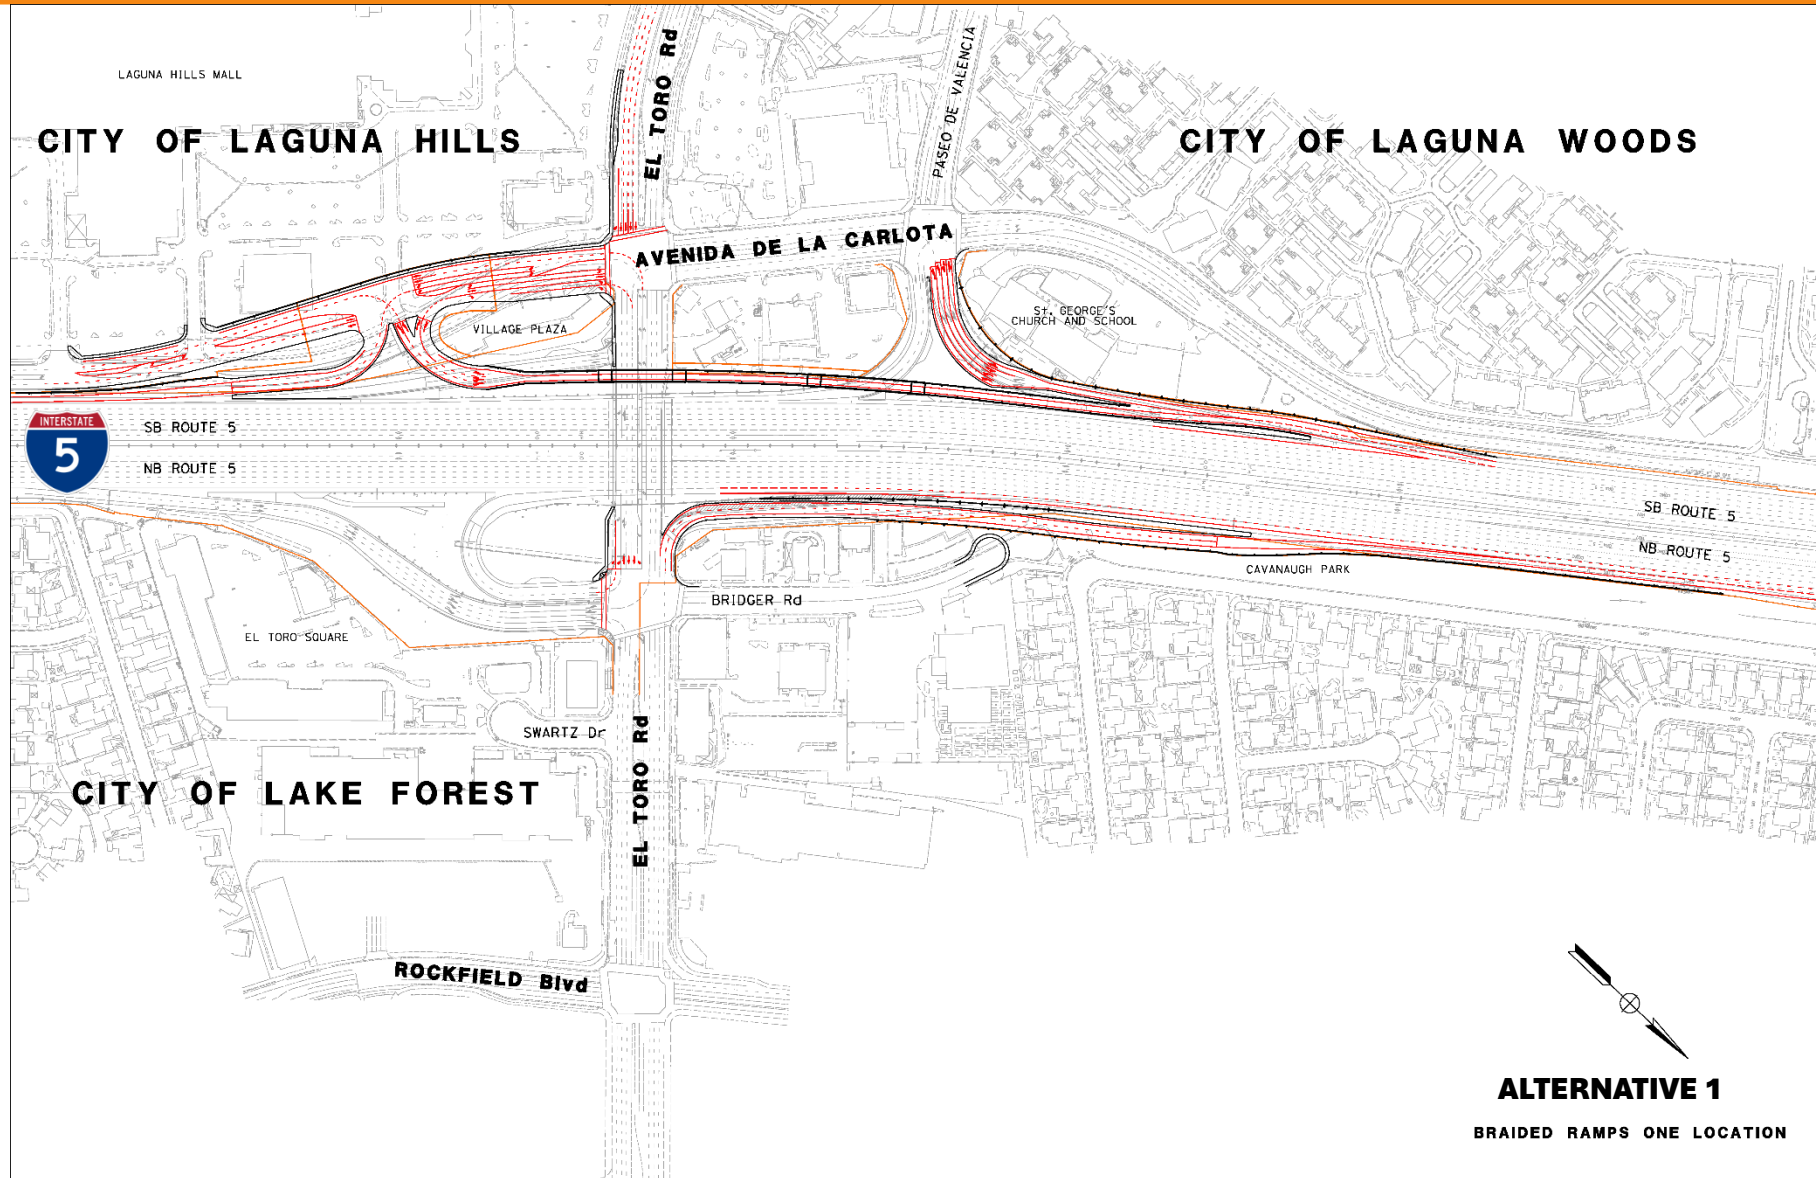 EL TORO Rd
PASEO DE VALENCIA
LAGUNA HILLS MALL
CITY OF LAGUNA HILLS
CITY OF LAGUNA WOODS
AVENIDA DE LA CARLOTA
VILLAGE PLAZA
St. GEORGE'S
CHURCH AND SCHOOL
INTERSTATE
5
SB ROUTE 5
NB ROUTE 5
SB ROUTE 5
NB ROUTE 5
CAVANAUGH PARK
BRIDGER Rd
EL TORO SQUARE
SWARTZ Dr
EL TORO Rd
CITY OF LAKE FOREST
ROCKFIELD Blvd
ALTERNATIVE 1
BRAIDED RAMPS ONE LOCATION